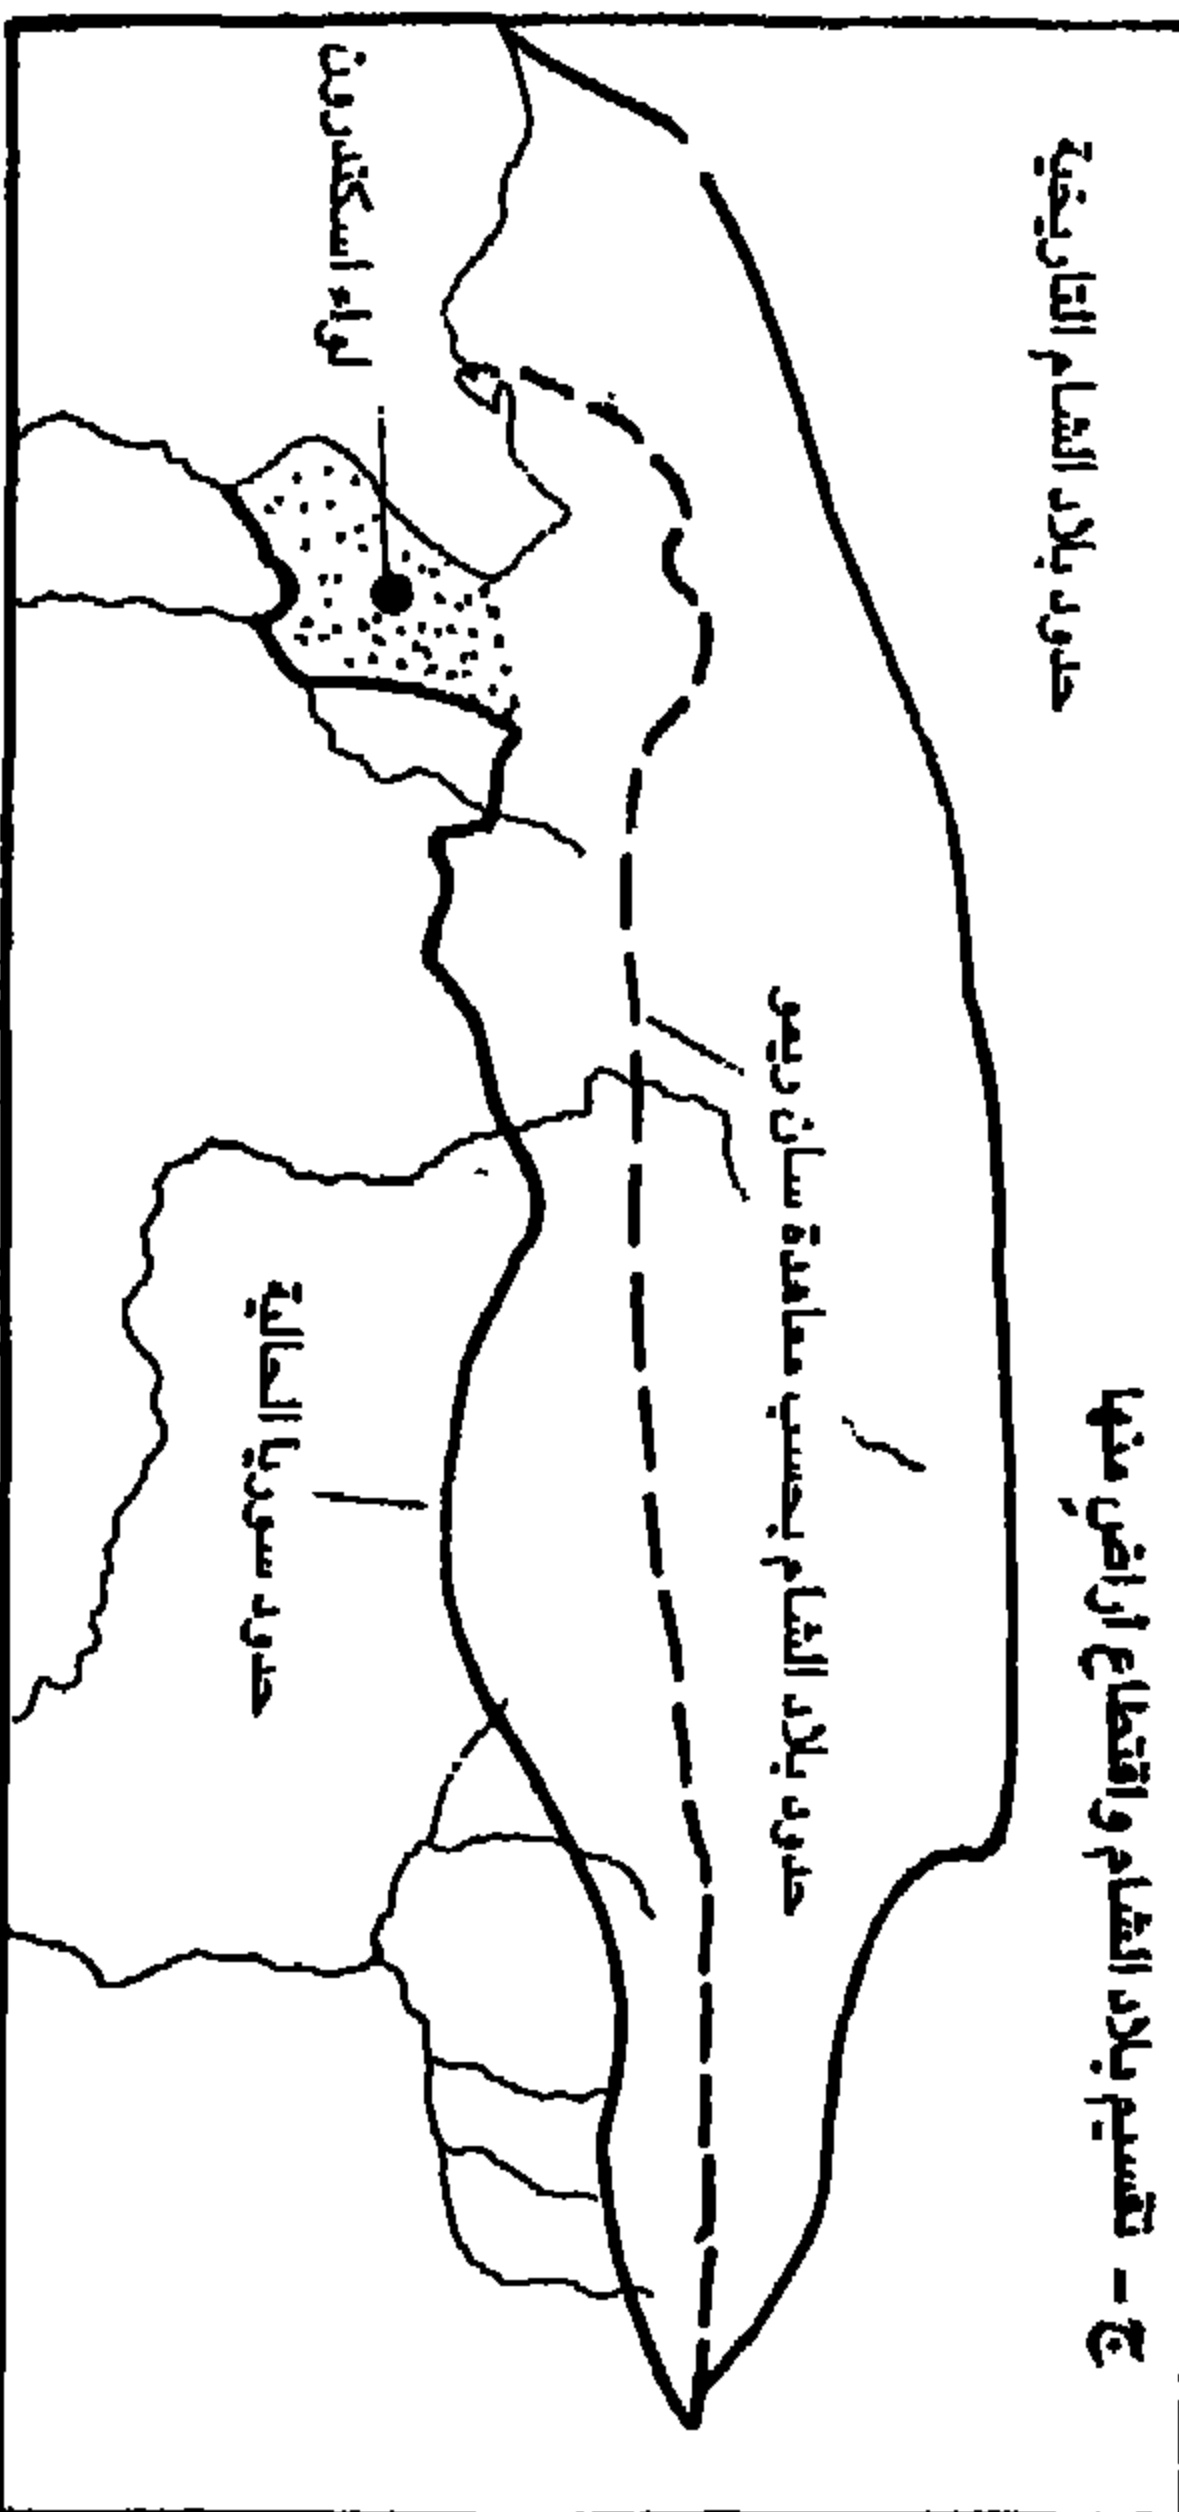 ج - تقسيم بلاد الشام واقتطاع أراضٍ منها
حدود بلاد الشام التاريخية
حدود بلاد الشام بحسب معاهدة سان ريمو
لواء اسكندرون
حدود سورية الحالية